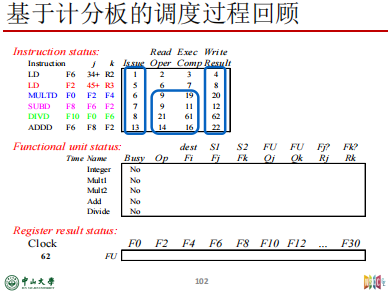 基于计分板的调度过程回顾
Instruction status: Read Exec Write
Instruction j k Issue Oper Comp Result
LD F6 34+ R2 1 2 3 4
LD F2 45+ R3 5 6 7 8
MULTD F0 F2 F4 6 9 19 20
SUBD F8 F6 F2 7 9 11 12
DIVD F10 F0 F6 8 21 61 62
ADDD F6 F8 F2 13 14 16 22
Functional unit status: dest S1 S2 FU FU Fj? Fk?
Time Name Busy Op Fi Fj Fk Qj Qk Rj Rk
Integer No
Mult1 No
Mult2 No
Add No
Divide No
Register result status:
Clock F0 F2 F4 F6 F8 F10 F12 ... F30
62 FU
中山大学 102